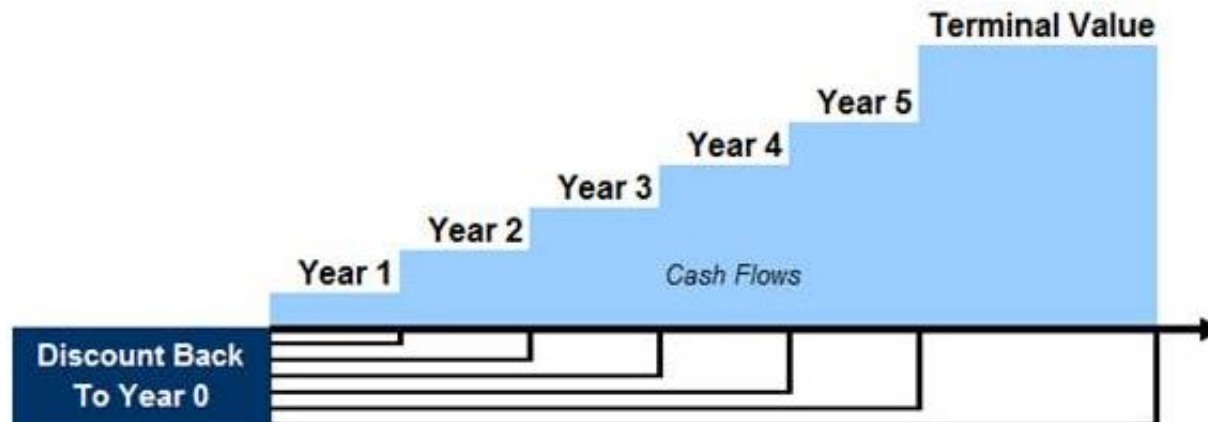 Terminal Value
Year 5
Year 4
Year 3
Year 2
Year 1
Cash Flows
Discount Back
To Year 0